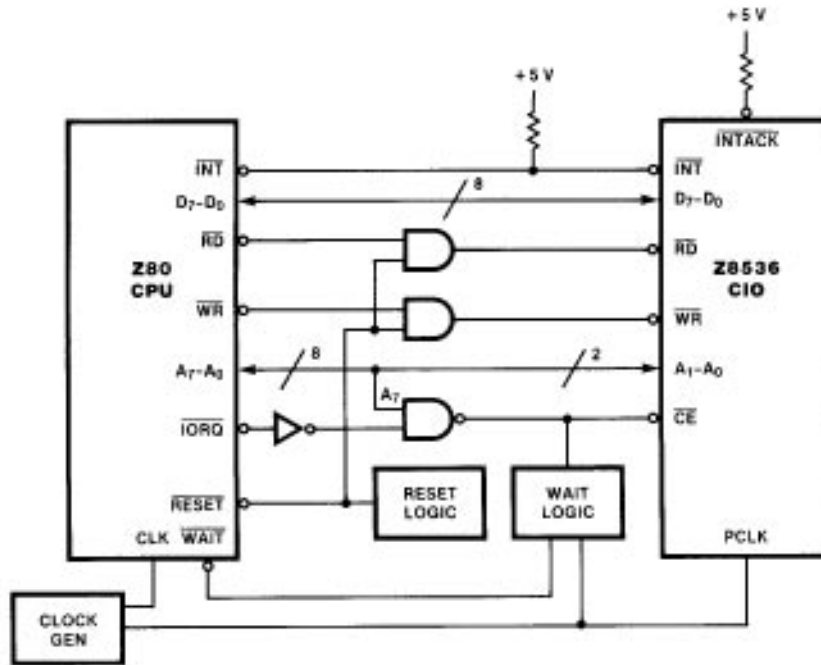 +5 V
+5 V
INTACK
INT
INT
8
D7-D0
D7-D0
RD
RD
Z80
CPU
Z8536
CIO
WR
WR
8
2
A7-A0
A1-A0
A7
IORQ
CE
RESET
RESET
LOGIC
WAIT
LOGIC
CLK
WAIT
PCLK
CLOCK
GEN